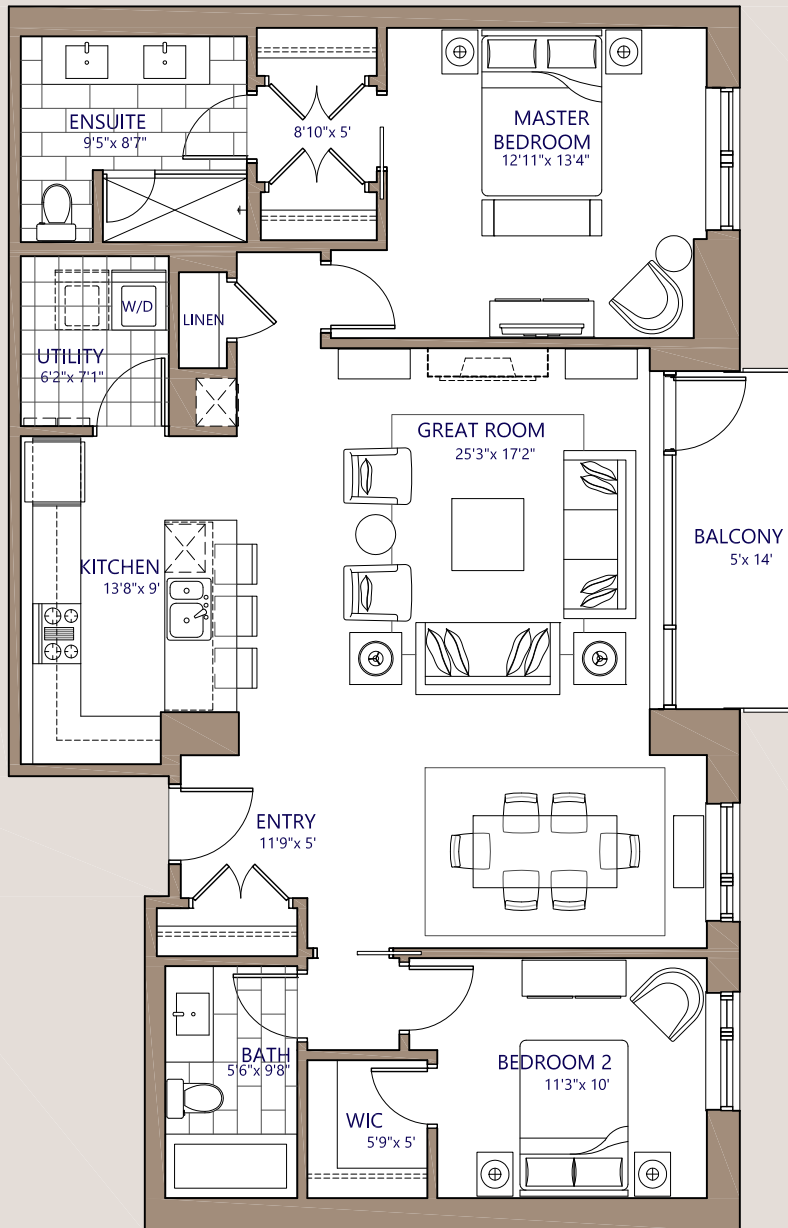 ENSUITE
9'5"x 8'7"
8'10"x 5'
MASTER
BEDROOM
12'11"x 13'4"
W/D
LINEN
UTILITY
6'2"x 7'1"
GREAT ROOM
25'3"x 17'2"
BALCONY
5'x 14'
KITCHEN
13'8"x 9'
ENTRY
11'9"x 5'
BATH
5'6"x 9'8"
BEDROOM 2
11'3"x 10'
WIC
5'9"x 5'